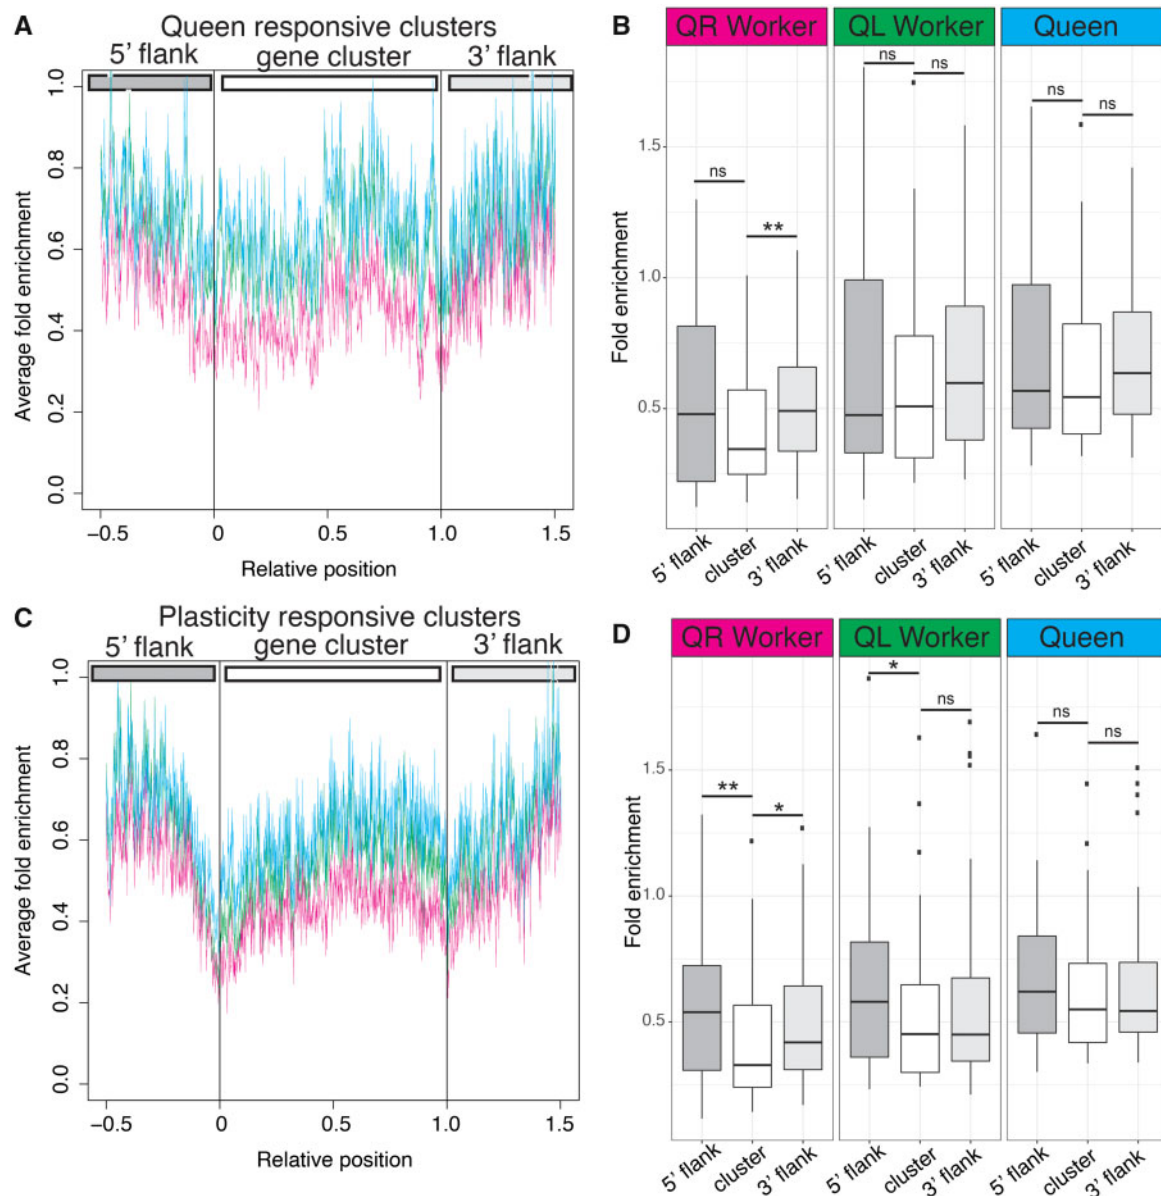 A
Queen responsive clusters
5’ flank gene cluster 3’ flank
Average fold enrichment
1.0
0.8
0.6
0.4
0.2
0.0
−0.5 0 0.5 1.0 1.5
Relative position
B
QR Worker QL Worker Queen
ns ** ns ns ns ns
Fold enrichment
1.5
1.0
0.5
5’ flank cluster 3’ flank 5’ flank cluster 3’ flank 5’ flank cluster 3’ flank
C
Plasticity responsive clusters
5’ flank gene cluster 3’ flank
Average fold enrichment
1.0
0.8
0.6
0.4
0.2
0.0
−0.5 0 0.5 1.0 1.5
Relative position
D
QR Worker QL Worker Queen
** * * ns ns ns
Fold enrichment
1.5
1.0
0.5
5’ flank cluster 3’ flank 5’ flank cluster 3’ flank 5’ flank cluster 3’ flank